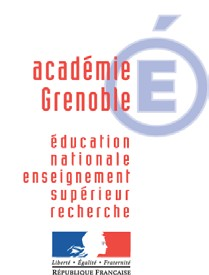 académie
Grenoble
É
éducation
nationale
enseignement
supérieur
recherche
Liberté • Égalité • Fraternité
RÉPUBLIQUE FRANÇAISE